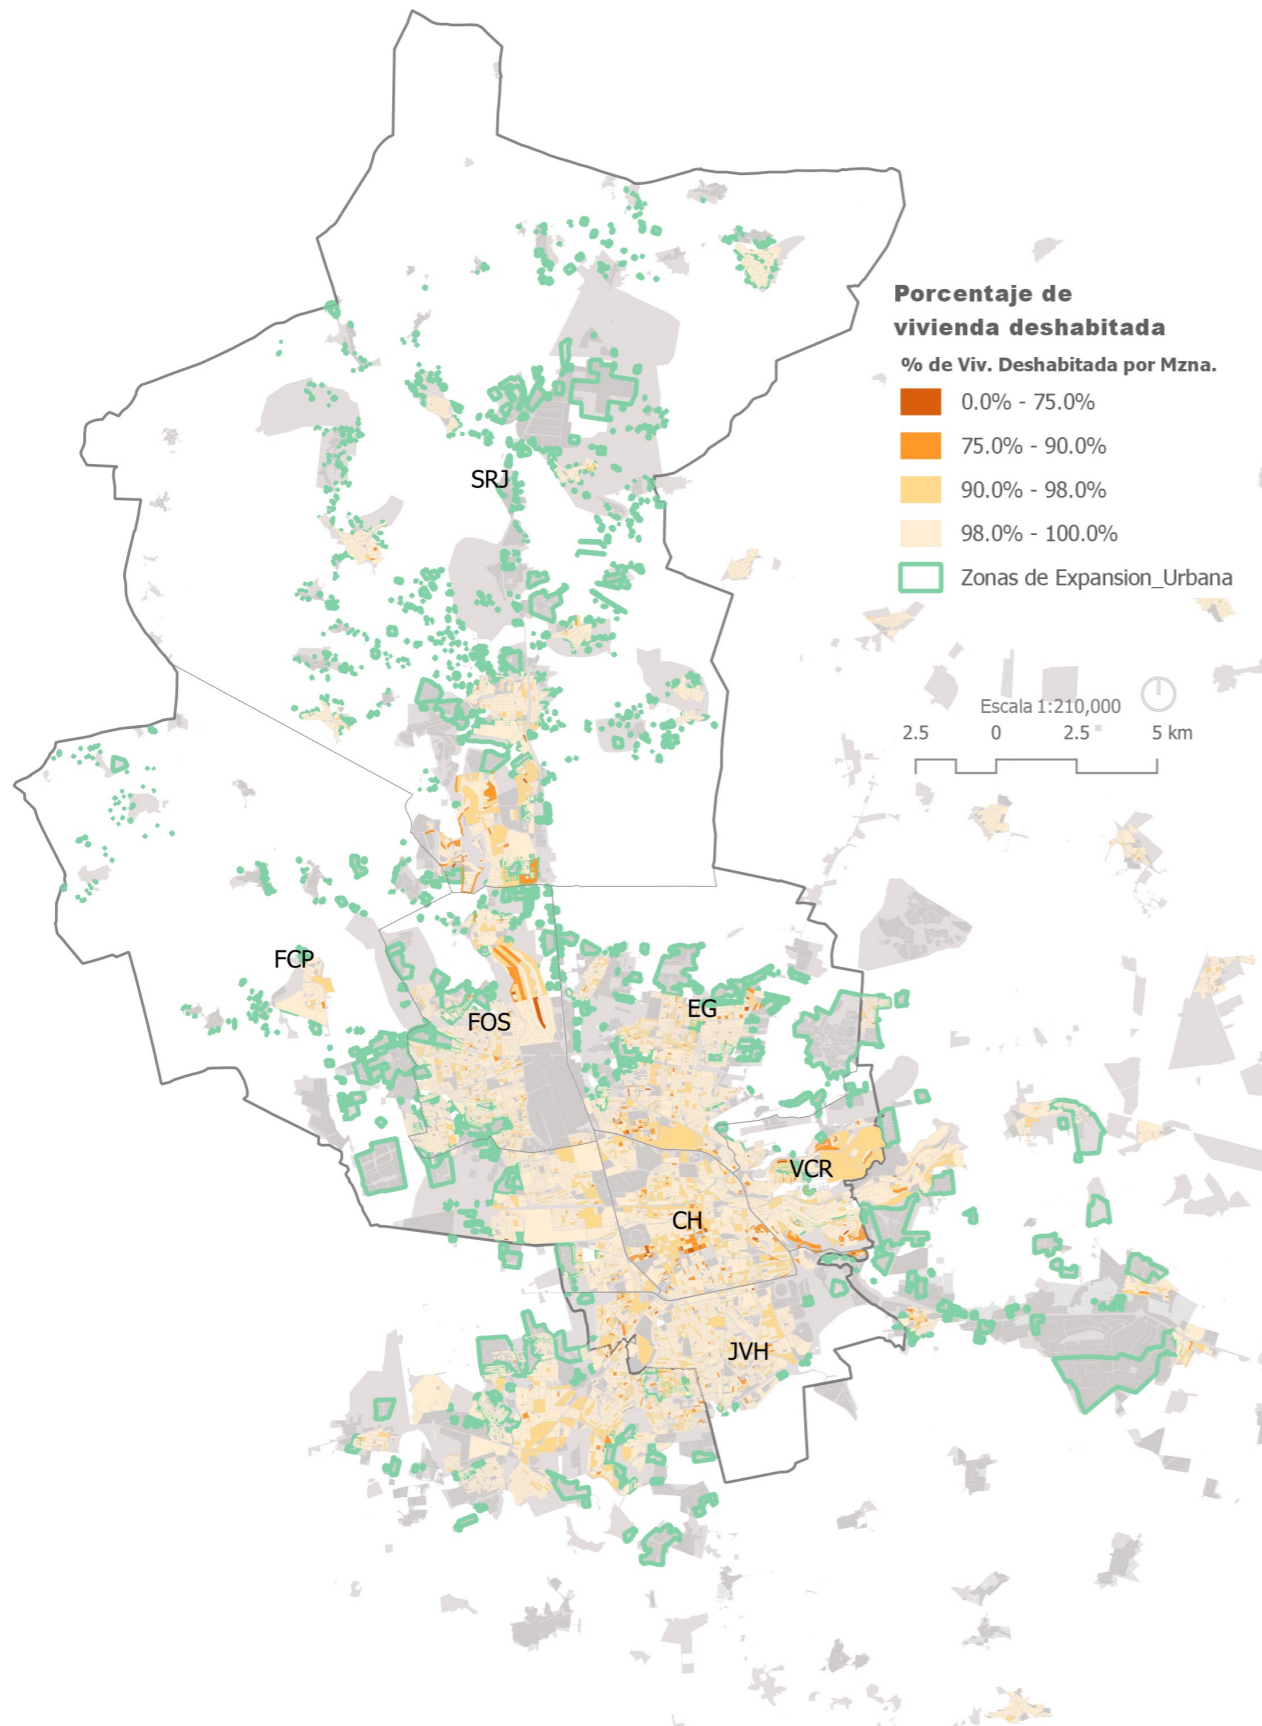 Porcentaje de
vivienda deshabitada
% de Viv. Deshabitada por Mzna.
0.0% - 75.0%
75.0% - 90.0%
90.0% - 98.0%
98.0% - 100.0%
Zonas de Expansion_Urbana
SRJ
Escala 1:210,000
2.5 0 2.5 5 km
FCP
FOS
EG
VCR
CH
JVH